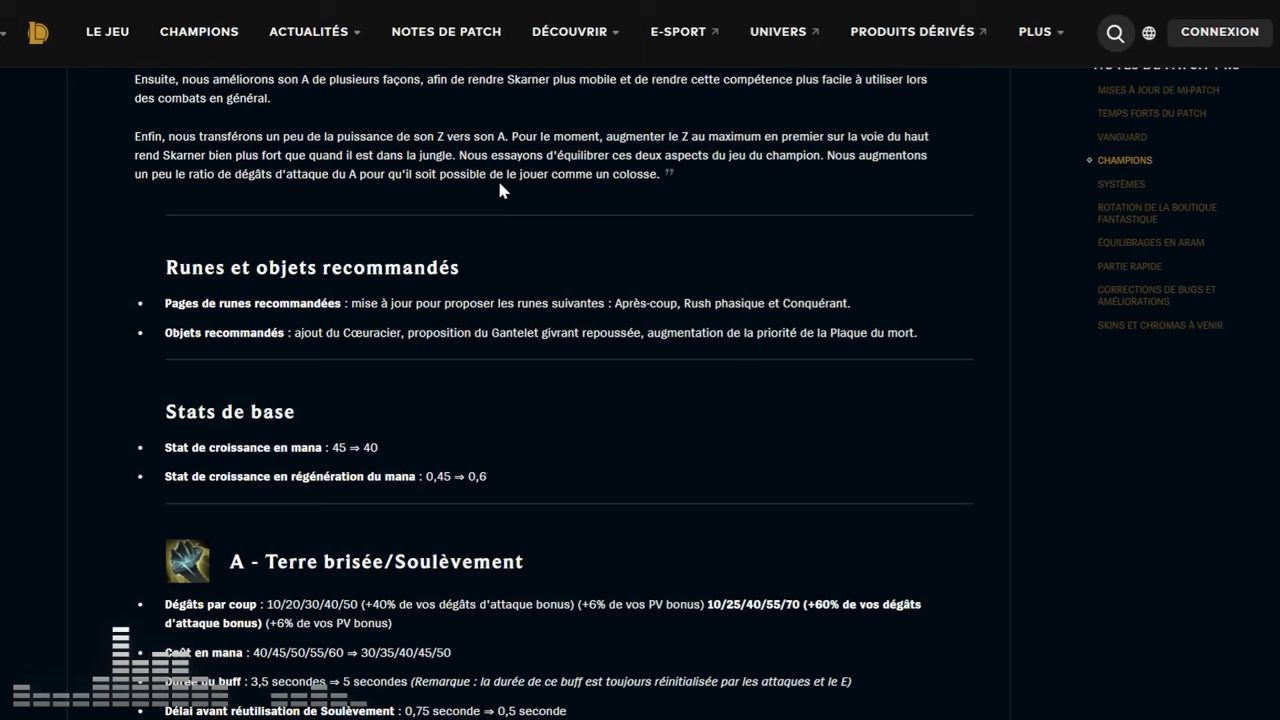 LE JEU
CHAMPIONS
ACTUALITÉS
NOTES DE PATCH
DÉCOUVRIR
E-SPORT
UNIVERS
PRODUITS DÉRIVÉS
PLUS
CONNEXION
Ensuite, nous améliorons son A de plusieurs façons, afin de rendre Skarner plus mobile et de rendre cette compétence plus facile à utiliser lors
des combats en général.
Enfin, nous transférons un peu de la puissance de son Z vers son A. Pour le moment, augmenter le Z au maximum en premier sur la voie du haut
rend Skarner bien plus fort que quand il est dans la jungle. Nous essayons d'équilibrer ces deux aspects du jeu du champion. Nous augmentons
un peu le ratio de dégâts d'attaque du A pour qu'il soit possible de le jouer comme un colosse. ”
Runes et objets recommandés
• Pages de runes recommandées : mise à jour pour proposer les runes suivantes : Après-coup, Rush phasique et Conquérant.
• Objets recommandés : ajout du Cœuracier, proposition du Gantelet givrant repoussée, augmentation de la priorité de la Plaque du mort.
Stats de base
• Stat de croissance en mana : 45 ⇒ 40
• Stat de croissance en régénération du mana : 0,45 ⇒ 0,6
A - Terre brisée/Soulèvement
• Dégâts par coup : 10/20/30/40/50 (+40% de vos dégâts d'attaque bonus) (+6% de vos PV bonus) 10/25/40/55/70 (+60% de vos dégâts
d'attaque bonus) (+6% de vos PV bonus)
Coût en mana : 40/45/50/55/60 ⇒ 30/35/40/45/50
Durée du buff : 3,5 secondes ⇒ 5 secondes (Remarque : la durée de ce buff est toujours réinitialisée par les attaques et le E)
Délai avant réutilisation de Soulèvement : 0,75 seconde ⇒ 0,5 seconde
MISES À JOUR DE MI-PATCH
TEMPS FORTS DU PATCH
VANGUARD
CHAMPIONS
SYSTÈMES
ROTATION DE LA BOUTIQUE
FANTASTIQUE
ÉQUILIBRAGES EN ARAM
PARTIE RAPIDE
CORRECTIONS DE BUGS ET
AMÉLIORATIONS
SKINS ET CHROMAS À VENIR